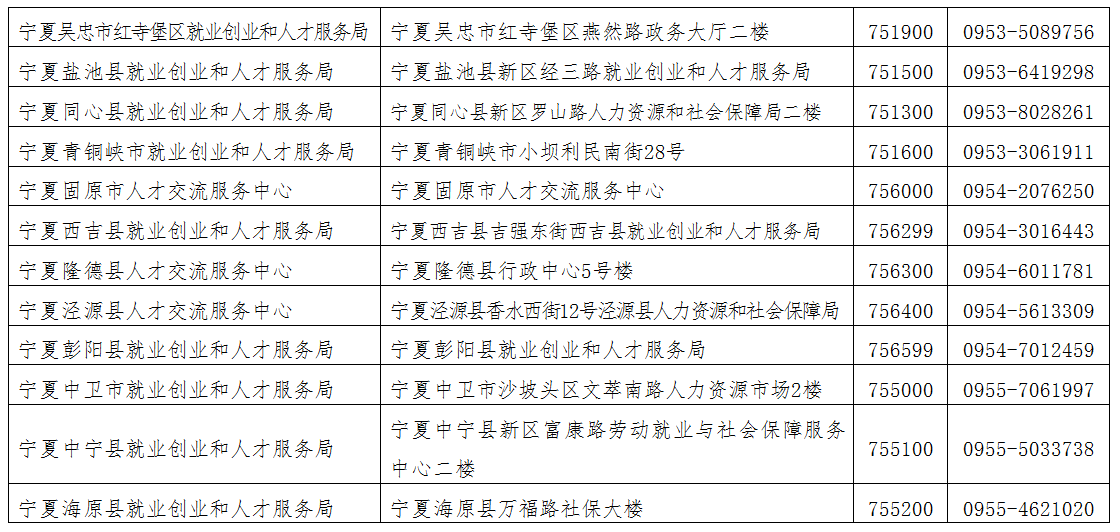 宁夏吴忠市红寺堡区就业创业和人才服务局 宁夏吴忠市红寺堡区燕然路政务大厅二楼 751900 0953-5089756
宁夏盐池县就业创业和人才服务局 宁夏盐池县新区经三路就业创业和人才服务局 751500 0953-6419298
宁夏同心县就业创业和人才服务局 宁夏同心县新区罗山路人力资源和社会保障局二楼 751300 0953-8028261
宁夏青铜峡市就业创业和人才服务局 宁夏青铜峡市小坝利民南街28号 751600 0953-3061911
宁夏固原市人才交流服务中心 宁夏固原市人才交流服务中心 756000 0954-2076250
宁夏西吉县就业创业和人才服务局 宁夏西吉县吉强东街西吉县就业创业和人才服务局 756299 0954-3016443
宁夏隆德县人才交流服务中心 宁夏隆德县行政中心5号楼 756300 0954-6011781
宁夏泾源县人才交流服务中心 宁夏泾源县香水西街12号泾源县人力资源和社会保障局 756400 0954-5613309
宁夏彭阳县就业创业和人才服务局 宁夏彭阳县就业创业和人才服务局 756599 0954-7012459
宁夏中卫市就业创业和人才服务局 宁夏中卫市沙坡头区文萃南路人力资源市场2楼 755000 0955-7061997
宁夏中宁县就业创业和人才服务局 宁夏中宁县新区富康路劳动就业与社会保障服务
中心二楼 755100 0955-5033738
宁夏海原县就业创业和人才服务局 宁夏海原县万福路社保大楼 755200 0955-4621020